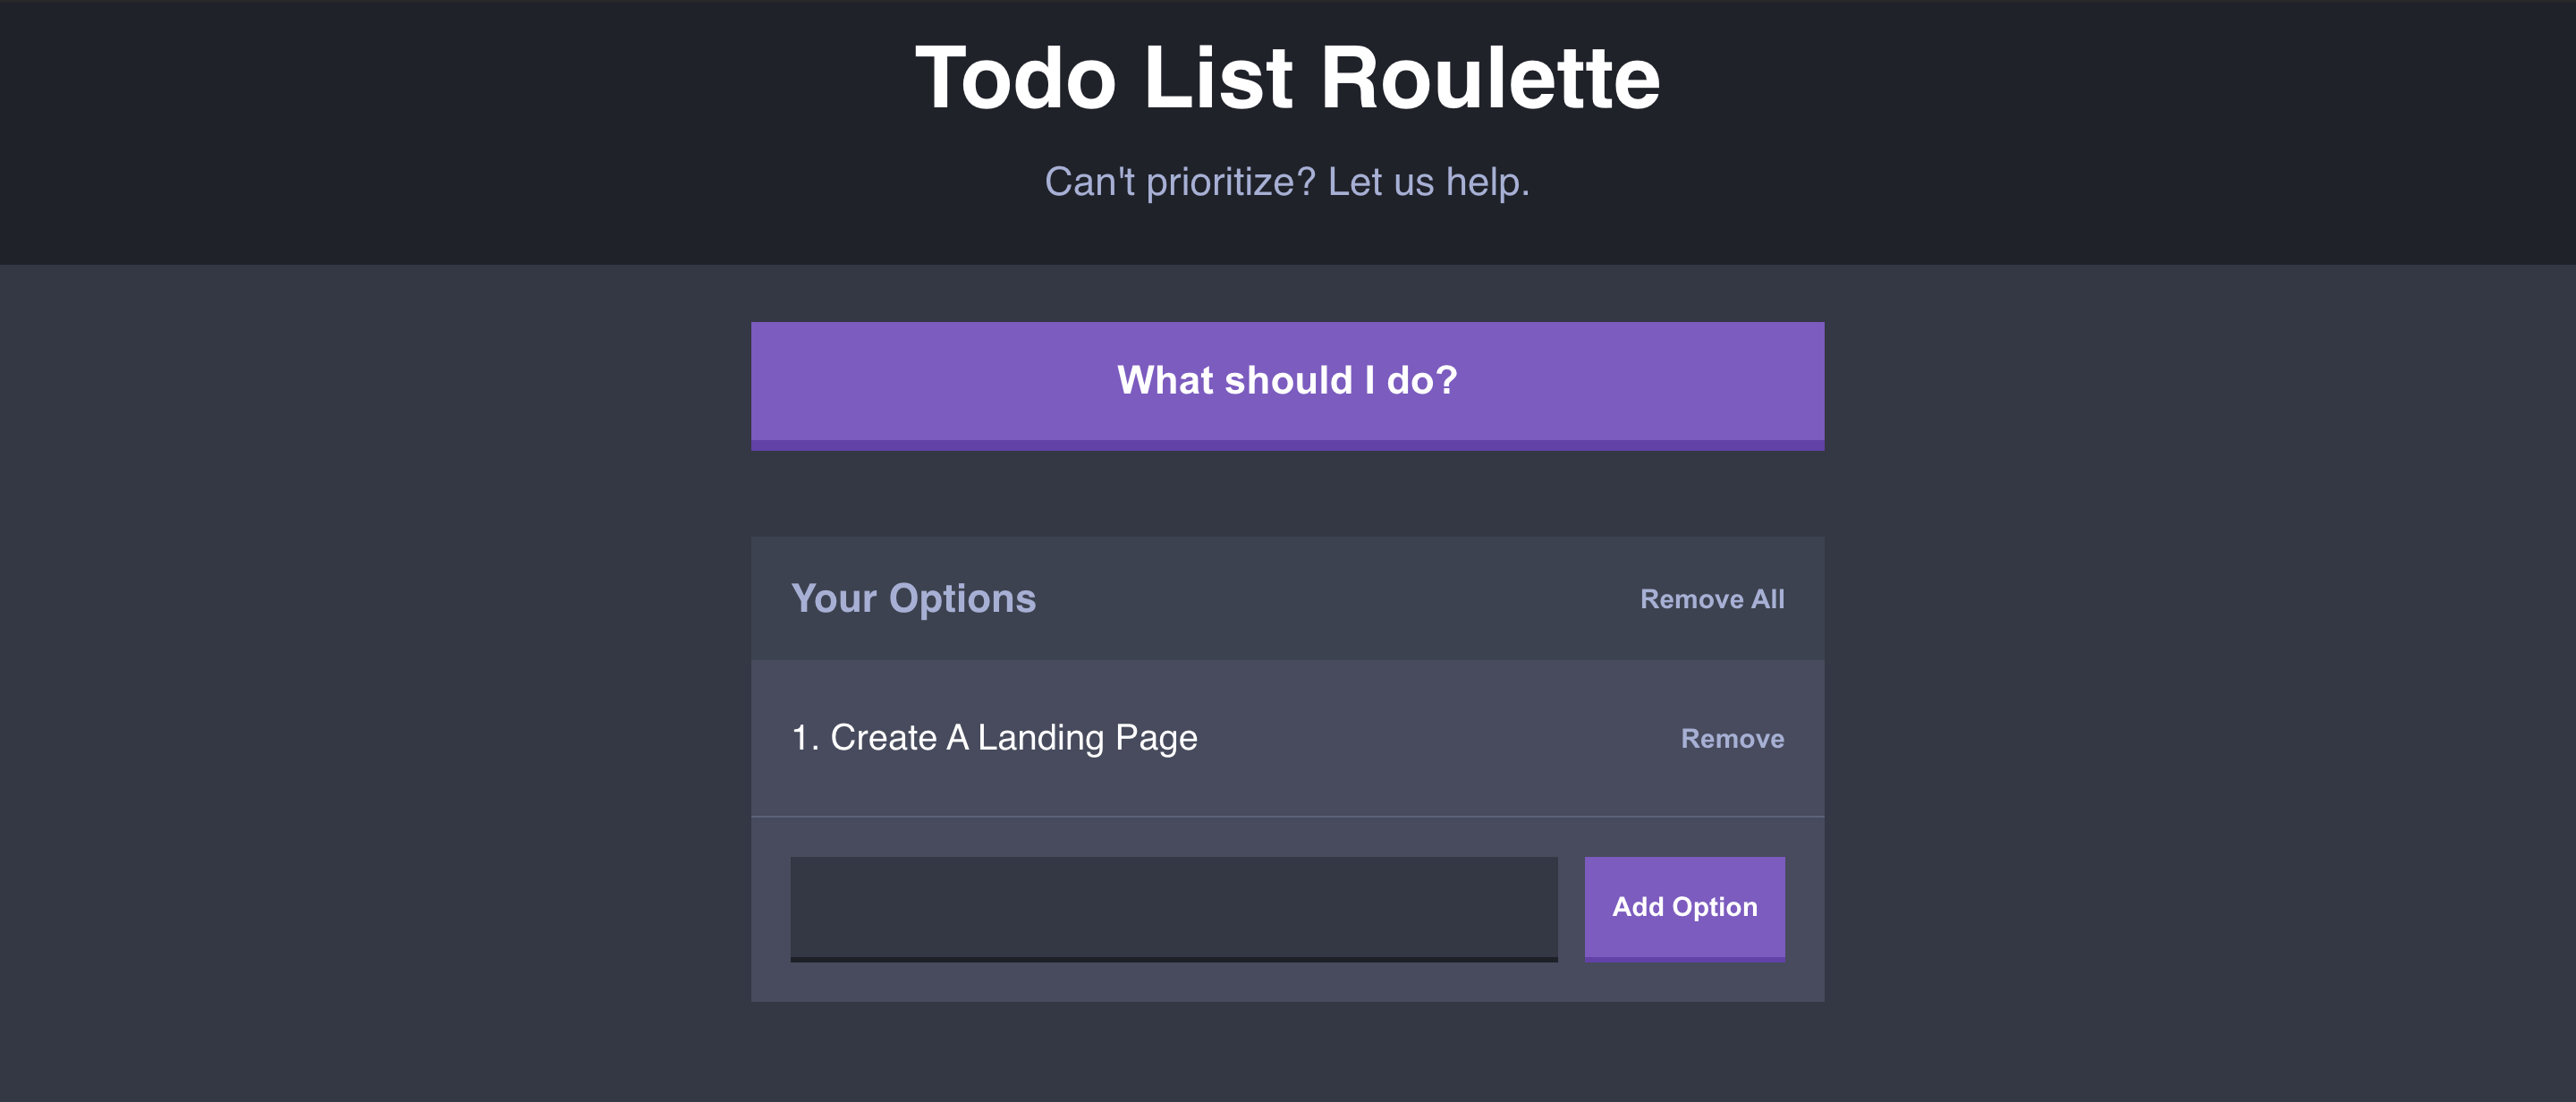 Todo List Roulette
Can't prioritize? Let us help.
What should I do?
Your Options
Remove All
1. Create A Landing Page
Remove
Add Option